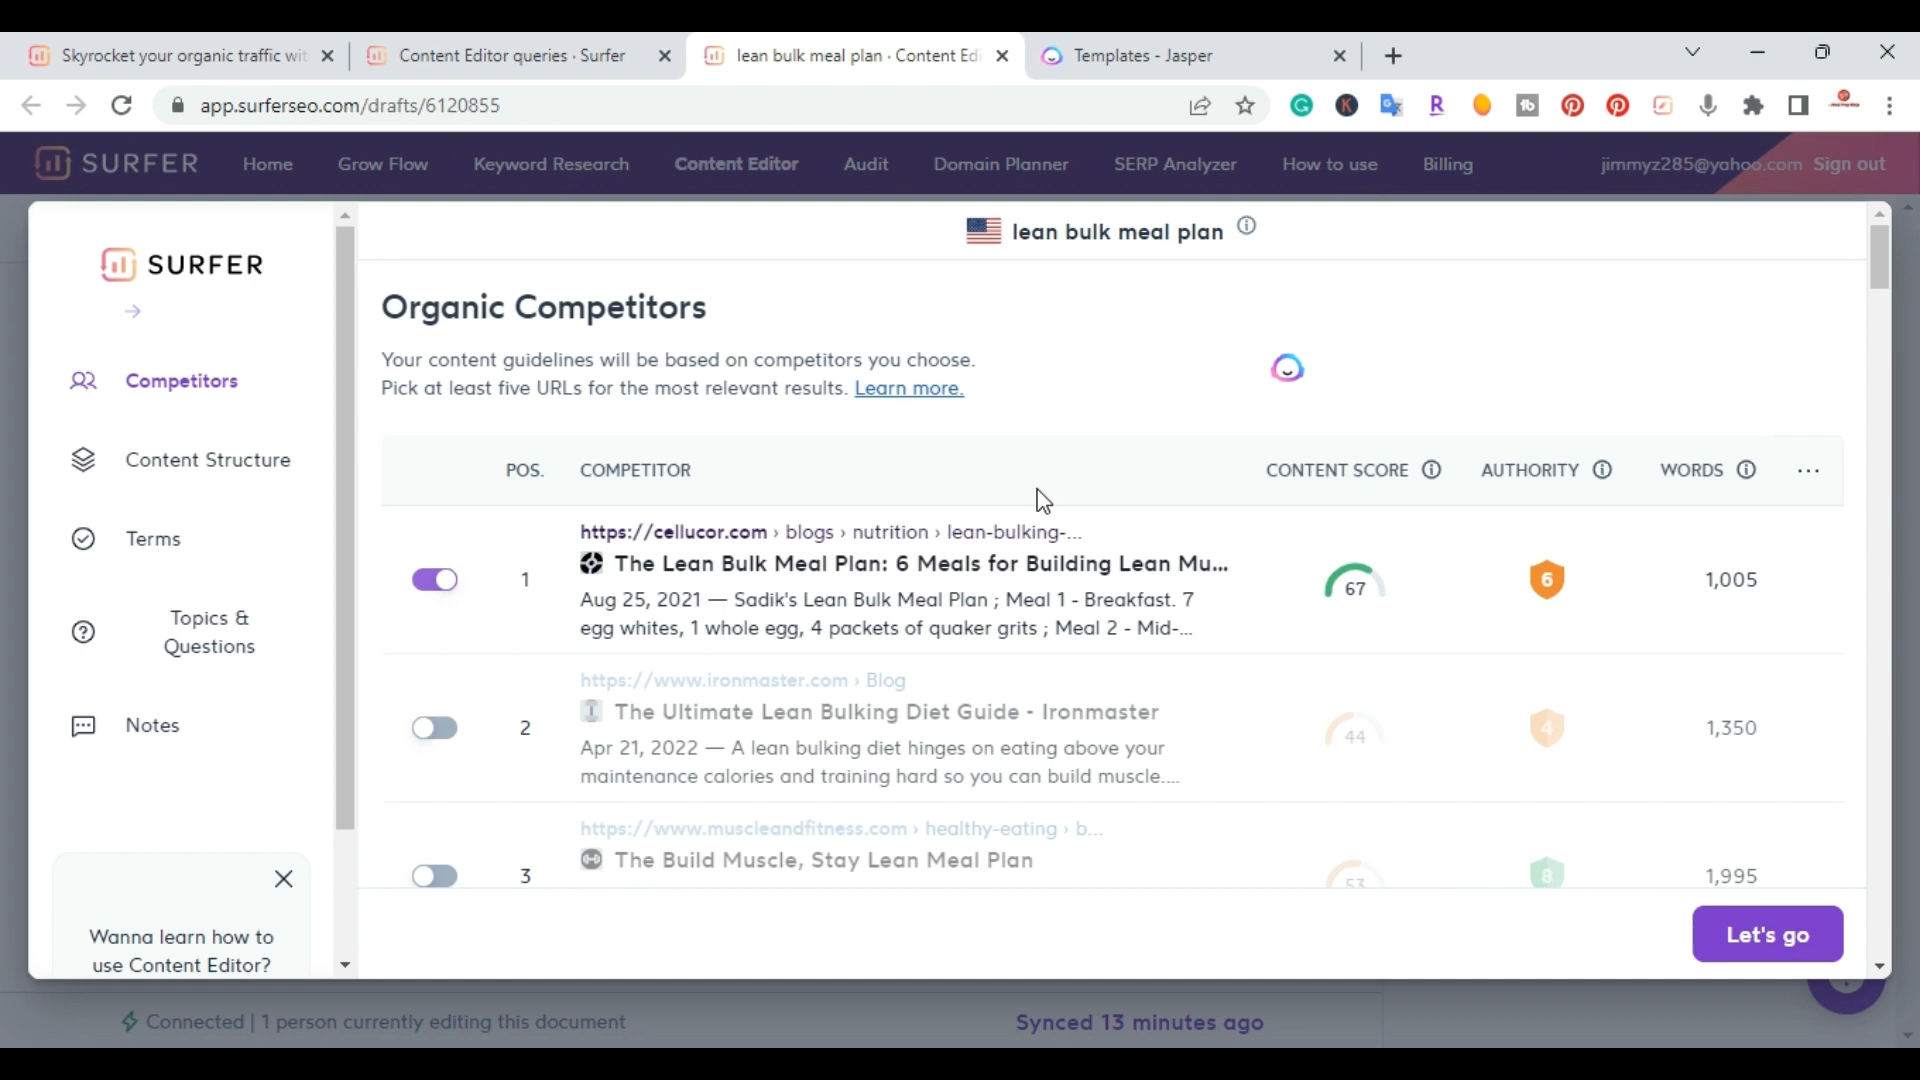 Skyrocket your organic traffic wit
Content Editor queries · Surfer
lean bulk meal plan · Content Edi
Templates - Jasper
app.surferseo.com/drafts/6120855
SURFER
Home
Grow Flow
Keyword Research
Content Editor
Audit
Domain Planner
SERP Analyzer
How to use
Billing
jimmyz285@yahoo.com
Sign out
SURFER
Competitors
Content Structure
Terms
Topics &
Questions
Notes
Wanna learn how to
use Content Editor?
lean bulk meal plan
Organic Competitors
Your content guidelines will be based on competitors you choose.
Pick at least five URLs for the most relevant results. Learn more.
POS. COMPETITOR CONTENT SCORE AUTHORITY WORDS
https://cellucor.com › blogs › nutrition › lean-bulking-...
The Lean Bulk Meal Plan: 6 Meals for Building Lean Mu...
1 67 6 1,005
Aug 25, 2021 — Sadik's Lean Bulk Meal Plan ; Meal 1 - Breakfast. 7
egg whites, 1 whole egg, 4 packets of quaker grits ; Meal 2 - Mid-...
https://www.ironmaster.com › Blog
The Ultimate Lean Bulking Diet Guide - Ironmaster
2 44 4 1,350
Apr 21, 2022 — A lean bulking diet hinges on eating above your
maintenance calories and training hard so you can build muscle....
https://www.muscleandfitness.com › healthy-eating › b...
The Build Muscle, Stay Lean Meal Plan
3 53 8 1,995
Let's go
Connected | 1 person currently editing this document
Synced 13 minutes ago